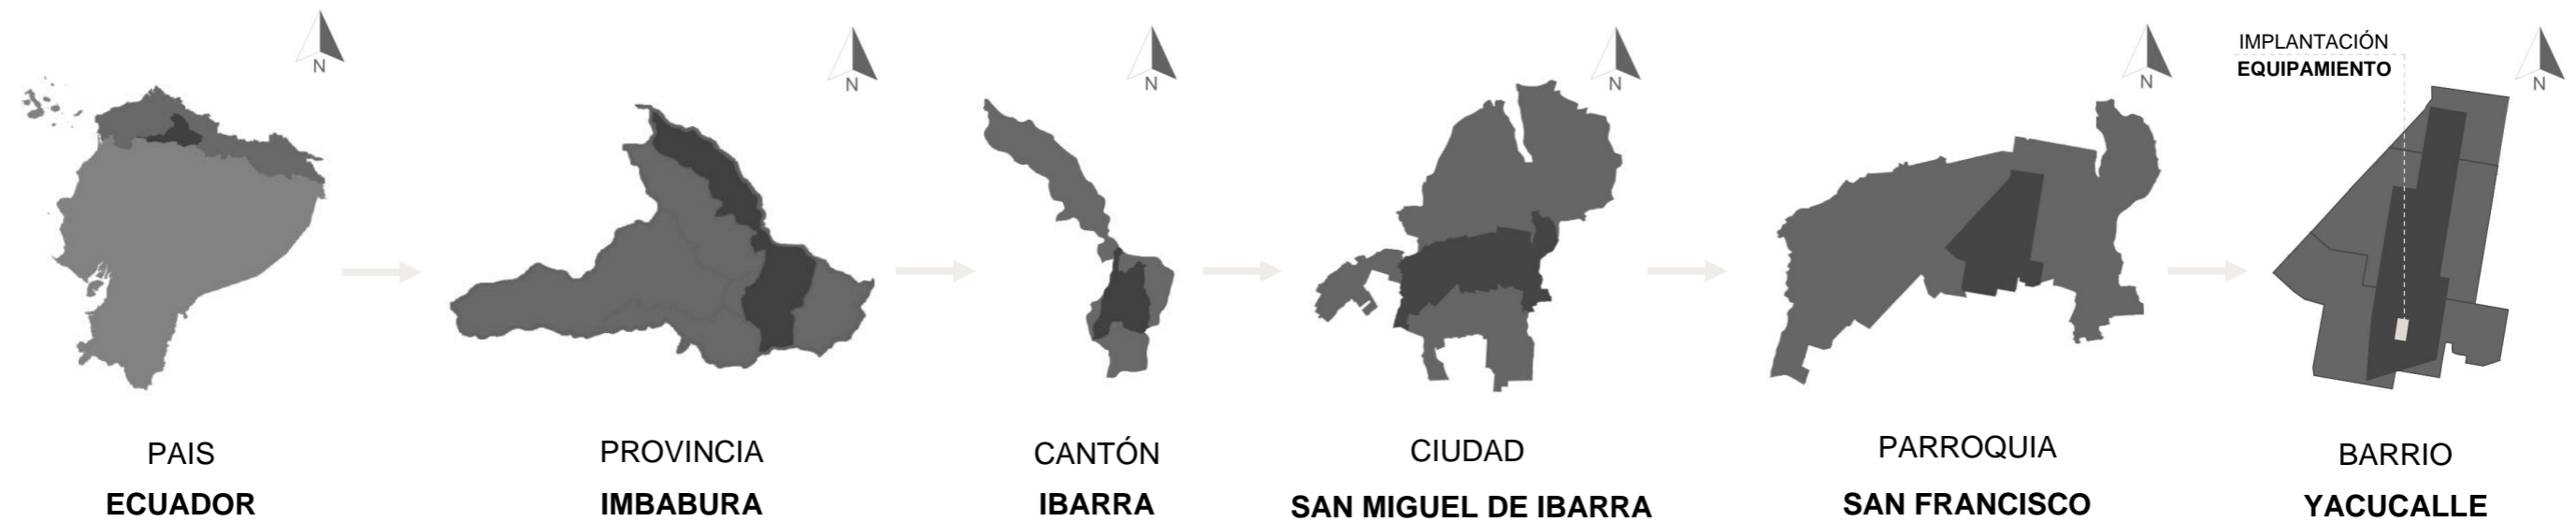 N
N
N
N
N
N
IMPLANTACIÓN
EQUIPAMIENTO
PAIS
ECUADOR
PROVINCIA
IMBABURA
CANTÓN
IBARRA
CIUDAD
SAN MIGUEL DE IBARRA
PARROQUIA
SAN FRANCISCO
BARRIO
YACUCALLE